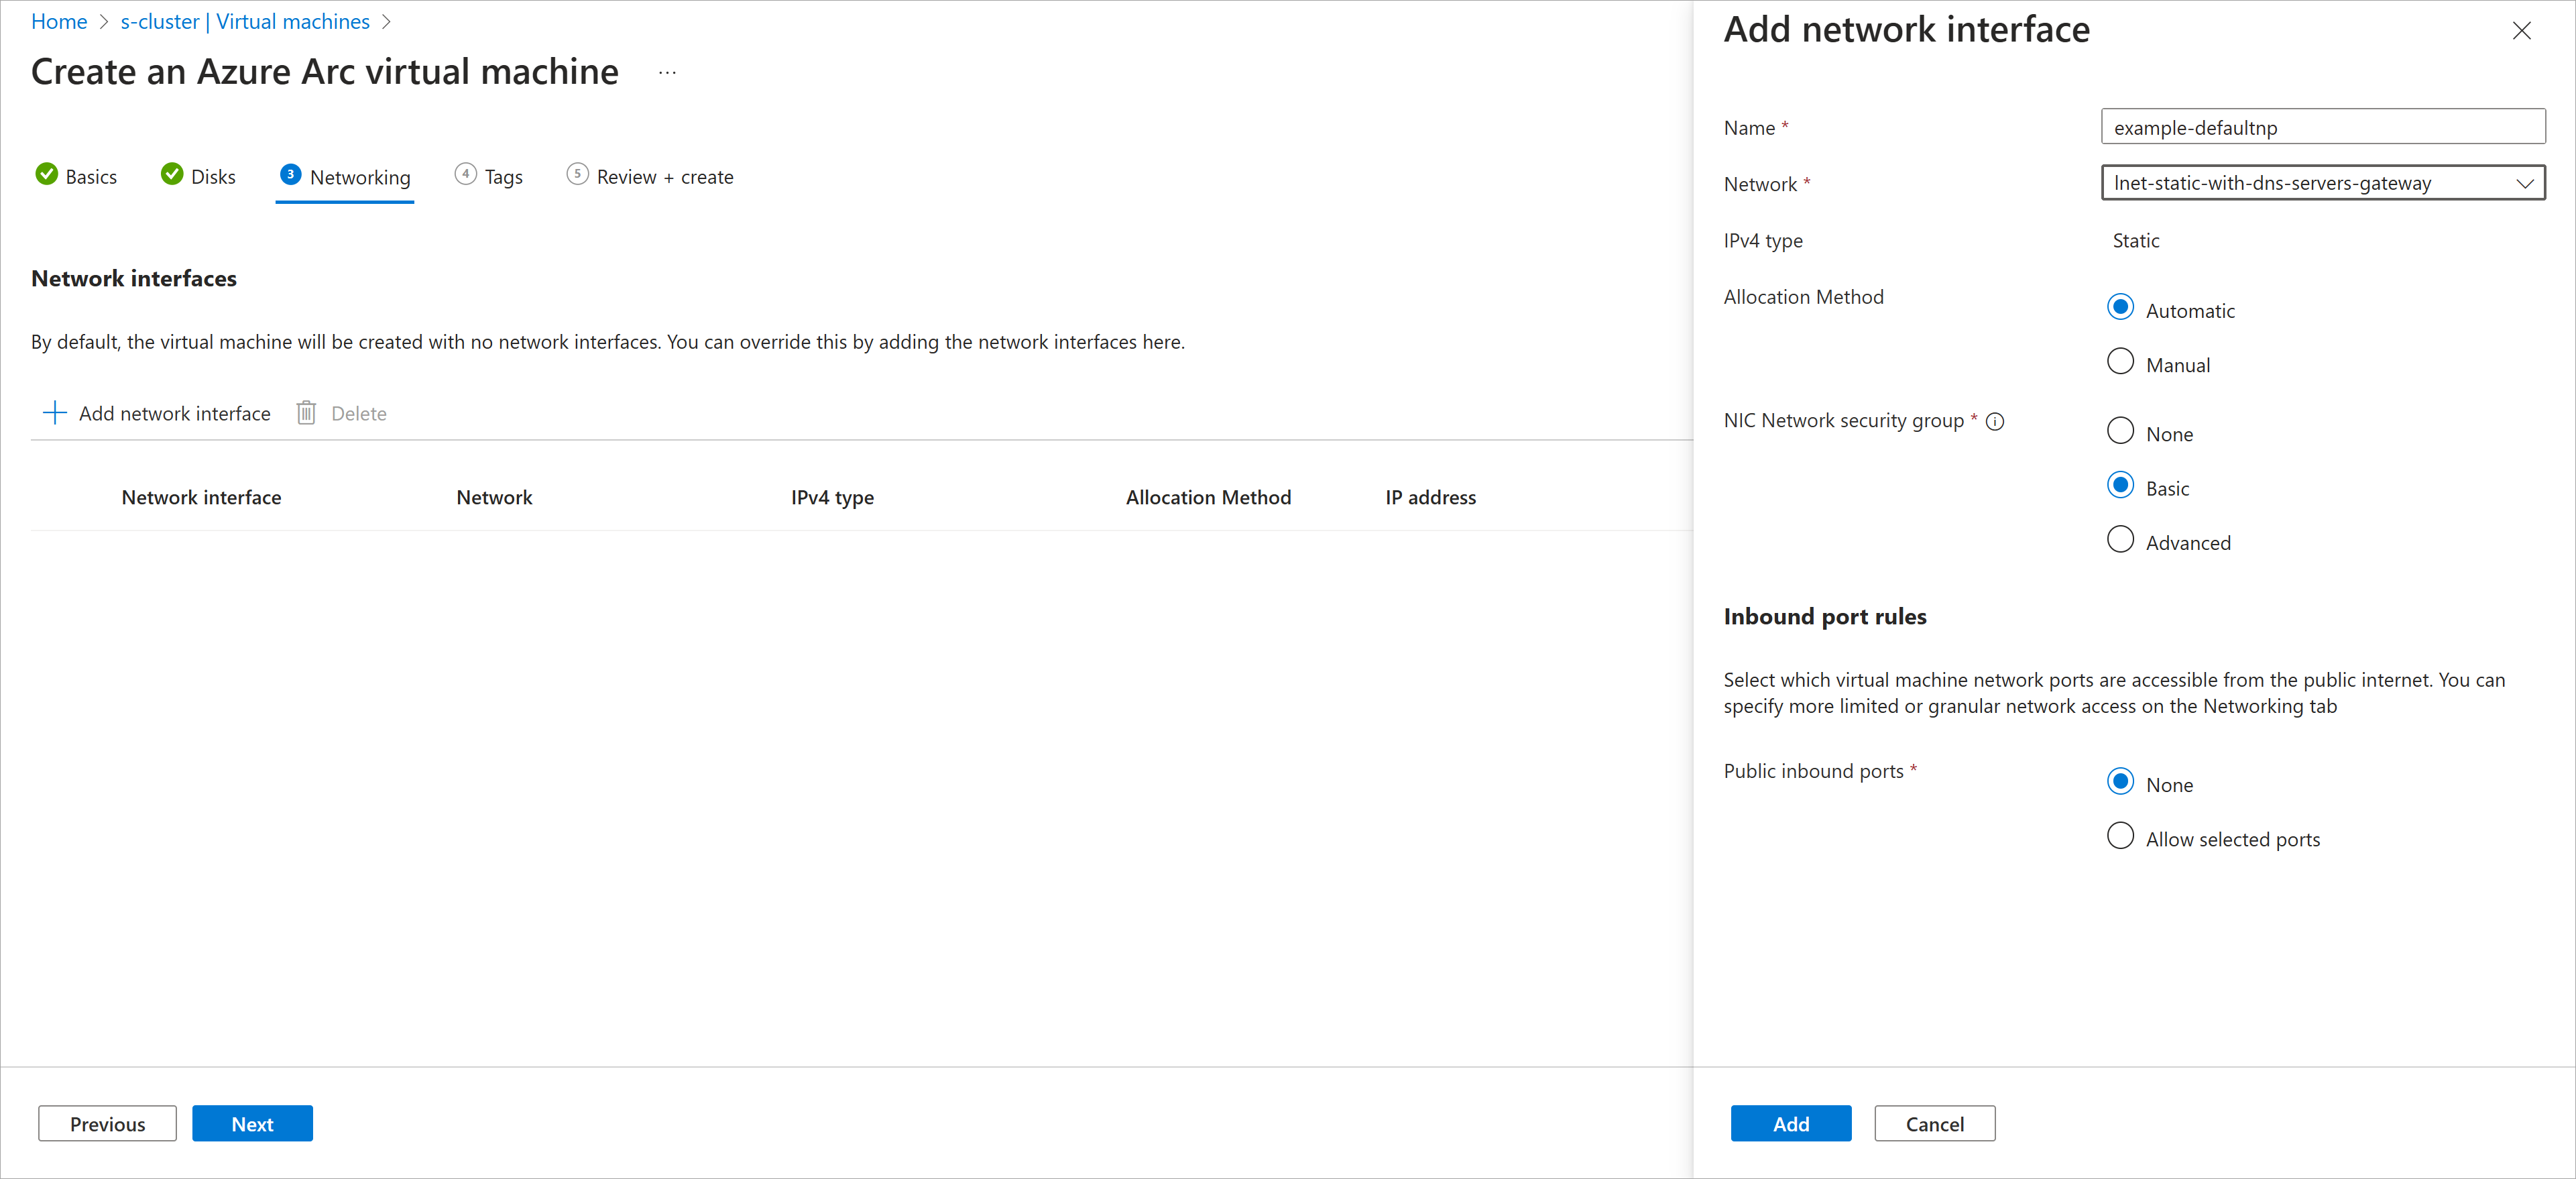 Home > s-cluster | Virtual machines >
Create an Azure Arc virtual machine ...
Basics
Disks
3 Networking
4 Tags
5 Review + create
Network interfaces
By default, the virtual machine will be created with no network interfaces. You can override this by adding the network interfaces here.
Add network interface
Delete
Network interface
Network
IPv4 type
Allocation Method
IP address
Previous
Next
Add network interface
Name *
example-defaultnp
Network *
lnet-static-with-dns-servers-gateway
IPv4 type
Static
Allocation Method
Automatic
Manual
NIC Network security group *
None
Basic
Advanced
Inbound port rules
Select which virtual machine network ports are accessible from the public internet. You can
specify more limited or granular network access on the Networking tab
Public inbound ports *
None
Allow selected ports
Add
Cancel